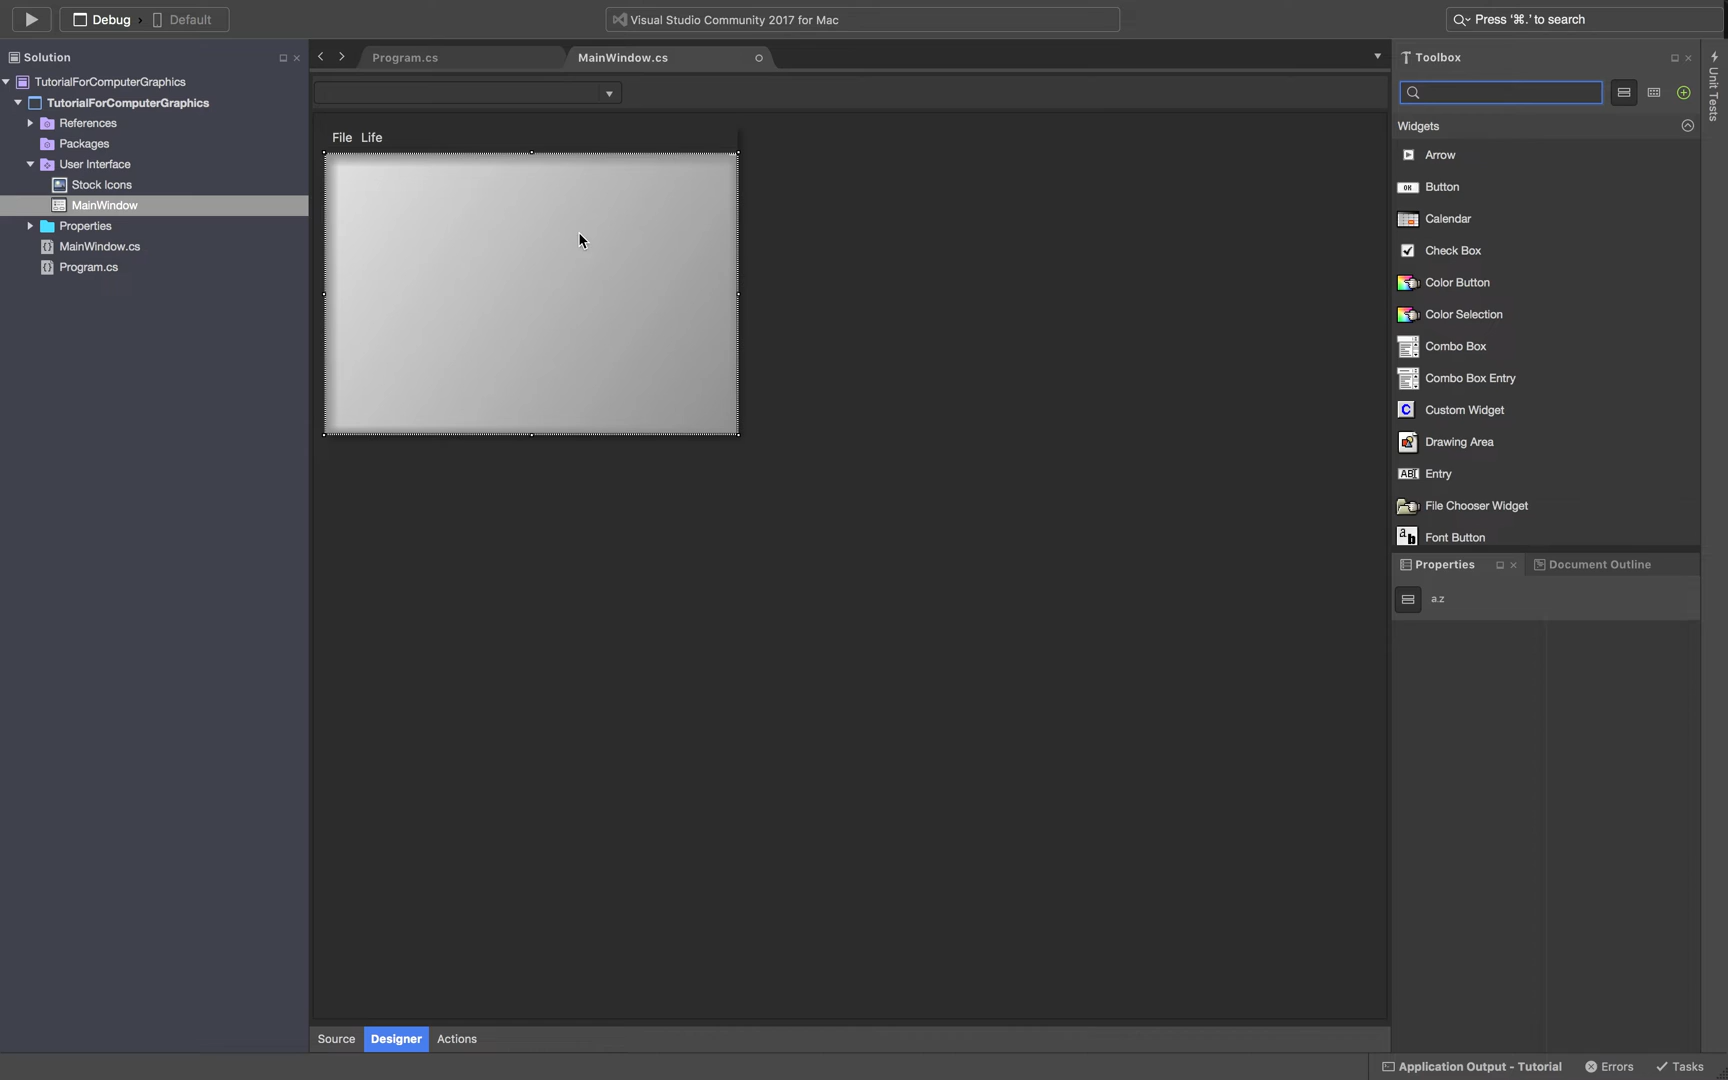 Debug › Default
Visual Studio Community 2017 for Mac
Press '⌘.' to search
Solution
TutorialForComputerGraphics
TutorialForComputerGraphics
References
Packages
User Interface
Stock Icons
MainWindow
Properties
MainWindow.cs
Program.cs
Program.cs
MainWindow.cs
File Life
Source
Designer
Actions
Toolbox
Widgets
Arrow
OK Button
Calendar
Check Box
Color Button
Color Selection
Combo Box
Combo Box Entry
C Custom Widget
Drawing Area
ABI Entry
File Chooser Widget
a b Font Button
Properties
Document Outline
a.z
Unit Tests
Application Output - Tutorial
Errors
Tasks